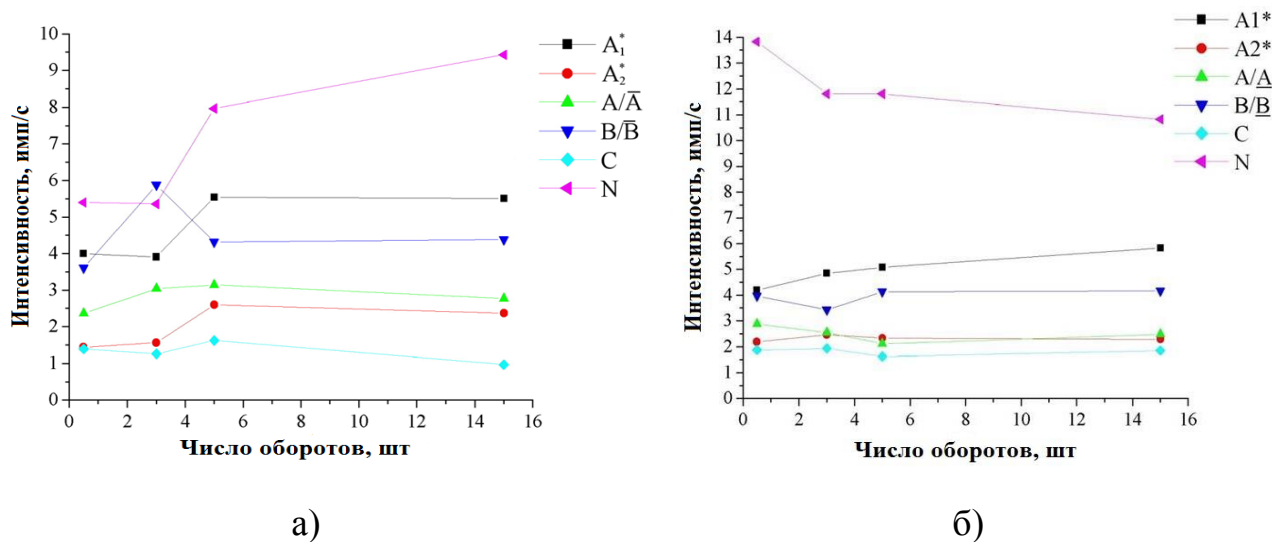 10
9
8
7
6
5
4
3
2
1
0
Интенсивность, имп/с
0 2 4 6 8 10 12 14 16
Число оборотов, шт
A₁*
A₂*
A/A̅
B/B̅
C
N
а)
14
13
12
11
10
9
8
7
6
5
4
3
2
1
0
Интенсивность, имп/с
0 2 4 6 8 10 12 14 16
Число оборотов, шт
A1*
A2*
A/A̲
B/B̲
C
N
б)